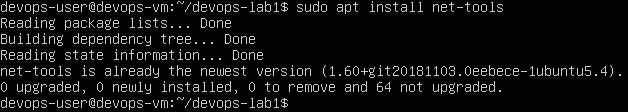 devops-user@devops-vm:~/devops-lab1$ sudo apt install net-tools
Reading package lists... Done
Building dependency tree... Done
Reading state information... Done
net-tools is already the newest version (1.60+git20181103.0eebece-1ubuntu5.4).
0 upgraded, 0 newly installed, 0 to remove and 64 not upgraded.
devops-user@devops-vm:~/devops-lab1$